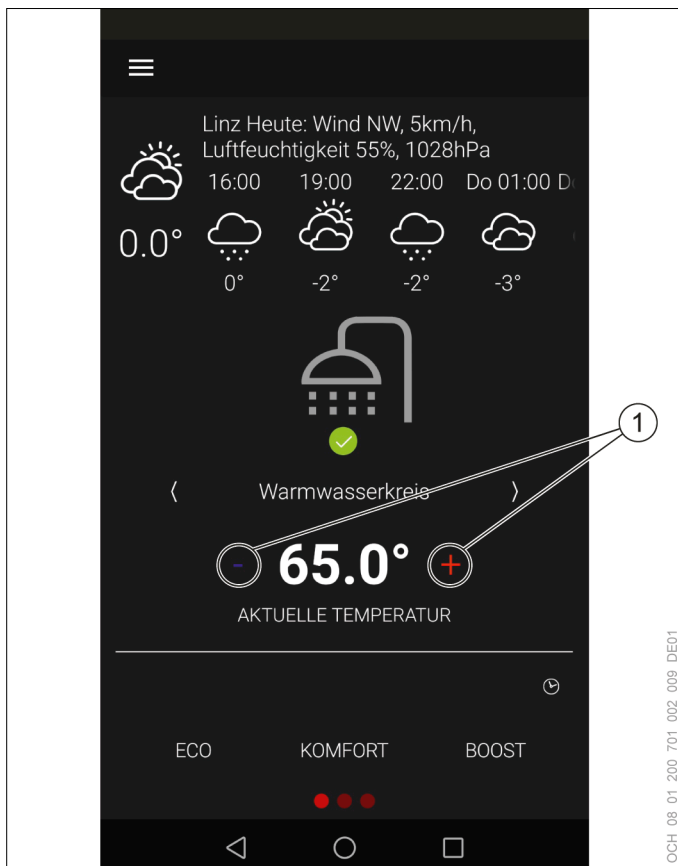 Linz Heute: Wind NW, 5km/h,
Luftfeuchtigkeit 55%, 1028hPa
16:00 19:00 22:00 Do 01:00 D
0.0°
0° -2° -2° -3°
1
Warmwasserkreis
- 65.0° +
AKTUELLE TEMPERATUR
ECO KOMFORT BOOST
OCH 08 01 200 701 002 009 DE01